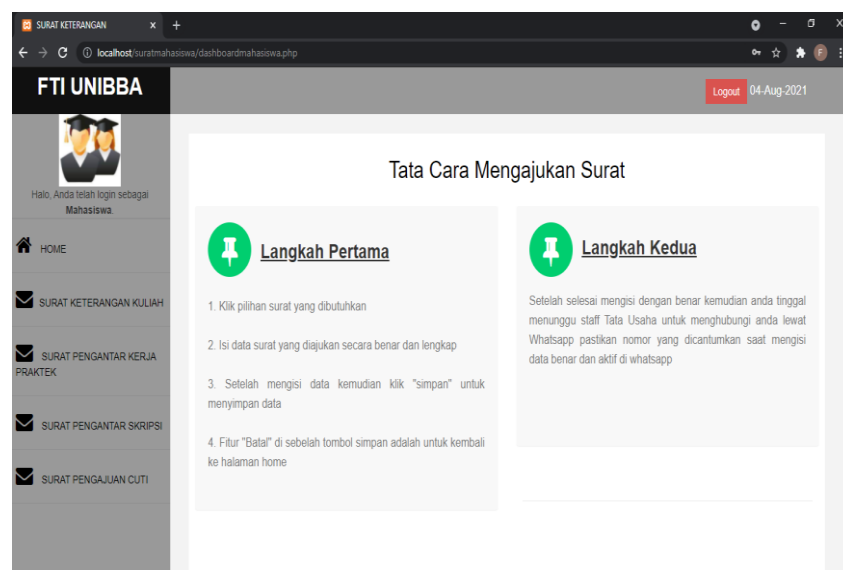 SURAT KETERANGAN
localhost/suratmahasiswa/dashboardmahasiswa.php
F
FTI UNIBBA
Logout 04-Aug-2021
Halo, Anda telah login sebagai
Mahasiswa.
HOME
SURAT KETERANGAN KULIAH
SURAT PENGANTAR KERJA
PRAKTEK
SURAT PENGANTAR SKRIPSI
SURAT PENGAJUAN CUTI
Tata Cara Mengajukan Surat
Langkah Pertama
1. Klik pilihan surat yang dibutuhkan
2. Isi data surat yang diajukan secara benar dan lengkap
3. Setelah mengisi data kemudian klik "simpan" untuk
menyimpan data
4. Fitur "Batal" di sebelah tombol simpan adalah untuk kembali
ke halaman home
Langkah Kedua
Setelah selesai mengisi dengan benar kemudian anda tinggal
menunggu staff Tata Usaha untuk menghubungi anda lewat
Whatsapp pastikan nomor yang dicantumkan saat mengisi
data benar dan aktif di whatsapp